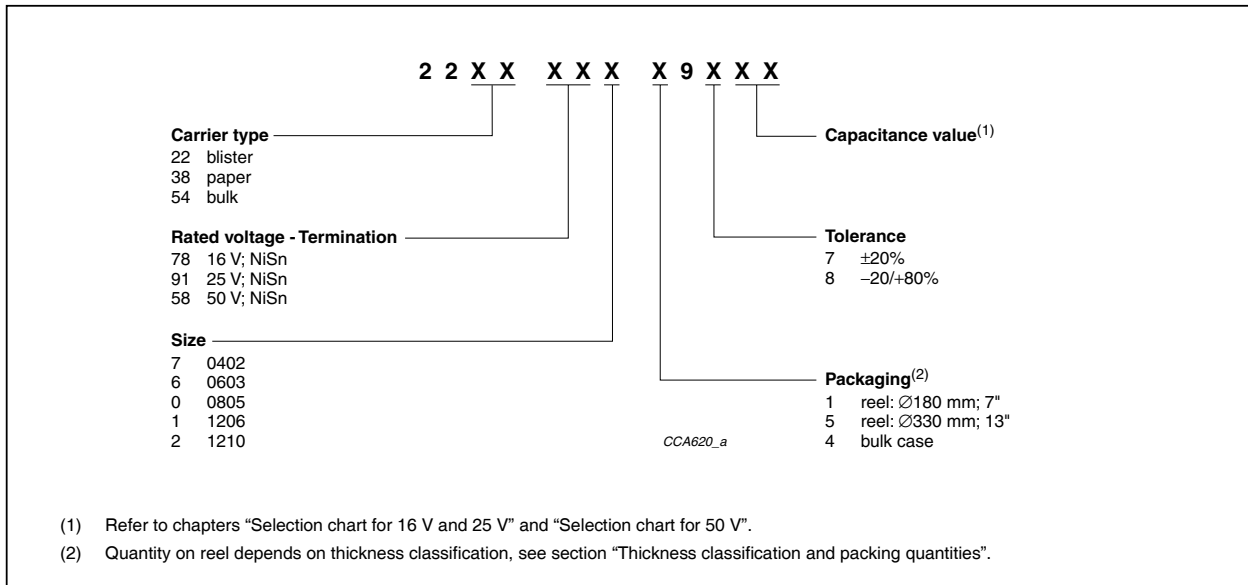 2 2 X X X X X X 9 X X X
Carrier type
22 blister
38 paper
54 bulk
Rated voltage - Termination
78 16 V; NiSn
91 25 V; NiSn
58 50 V; NiSn
Size
7 0402
6 0603
0 0805
1 1206
2 1210
Capacitance value(1)
Tolerance
7 ±20%
8 −20/+80%
Packaging(2)
1 reel: ∅180 mm; 7"
5 reel: ∅330 mm; 13"
4 bulk case
CCA620_a
(1) Refer to chapters “Selection chart for 16 V and 25 V” and “Selection chart for 50 V”.
(2) Quantity on reel depends on thickness classification, see section “Thickness classification and packing quantities”.